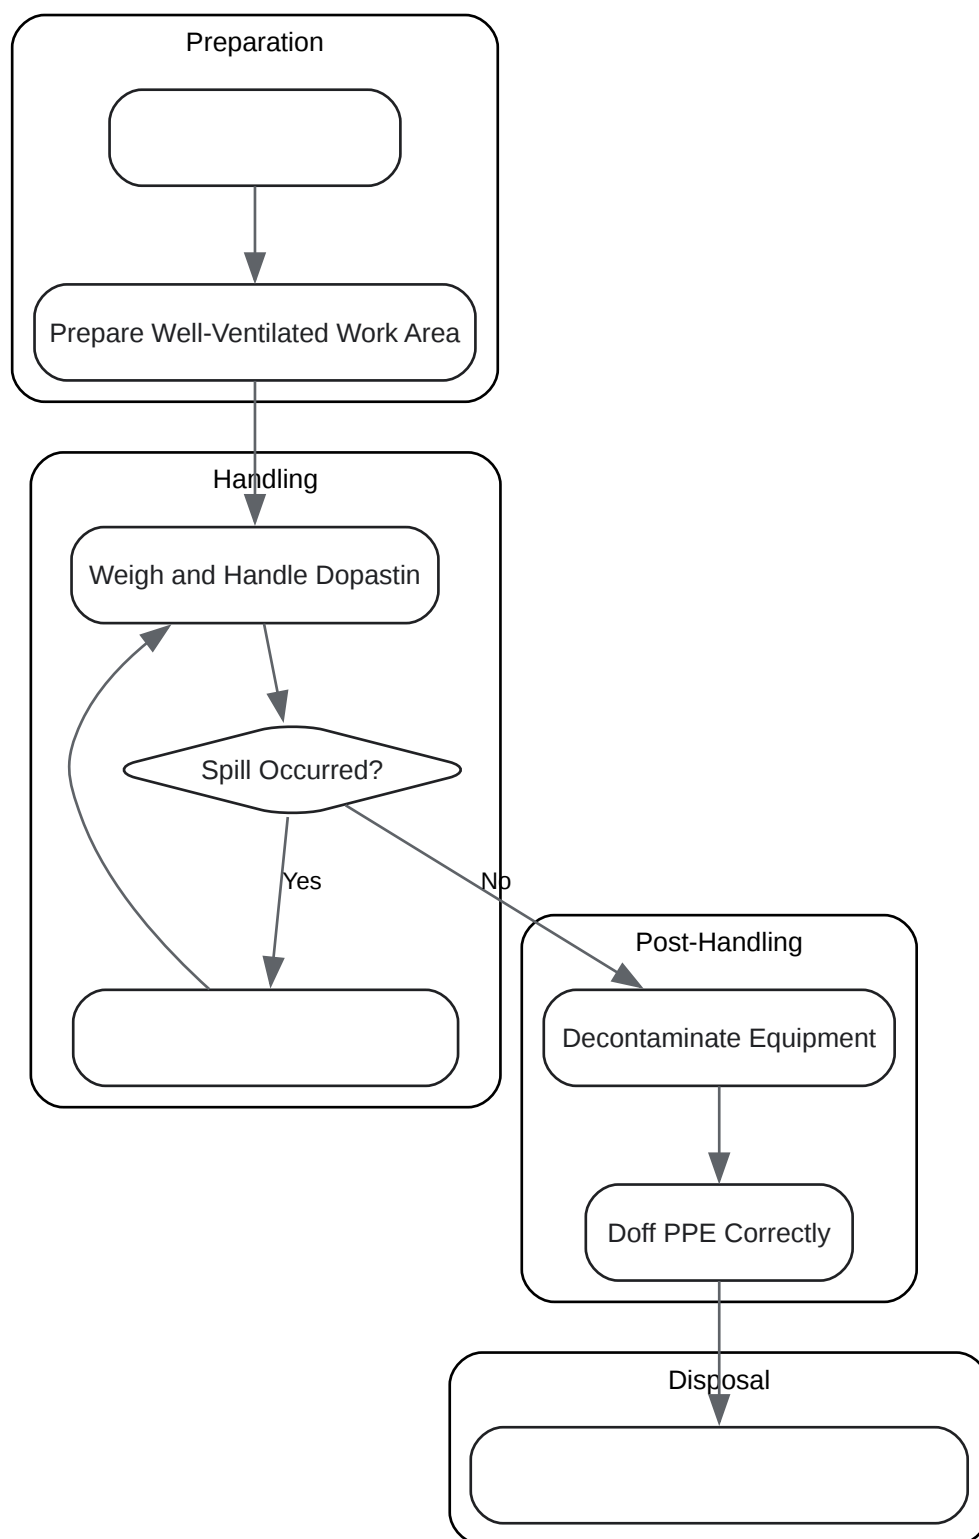 Preparation
Prepare Well-Ventilated Work Area
Handling
Weigh and Handle Dopastin
Spill Occurred?
Yes
No
Post-Handling
Decontaminate Equipment
Doff PPE Correctly
Disposal